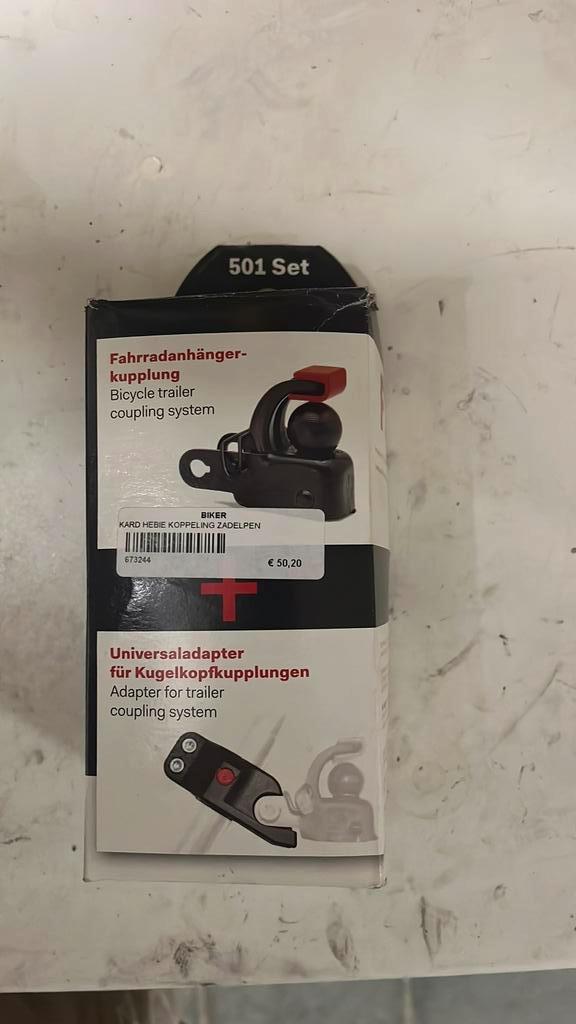 501 Set
Fahrradanhänger-
kupplung
Bicycle trailer
coupling system
BIKER
KARD HEBIE KOPPELING ZADELPEN
673244
€ 50,20
Universaladapter
für Kugelkopfkupplungen
Adapter for trailer
coupling system